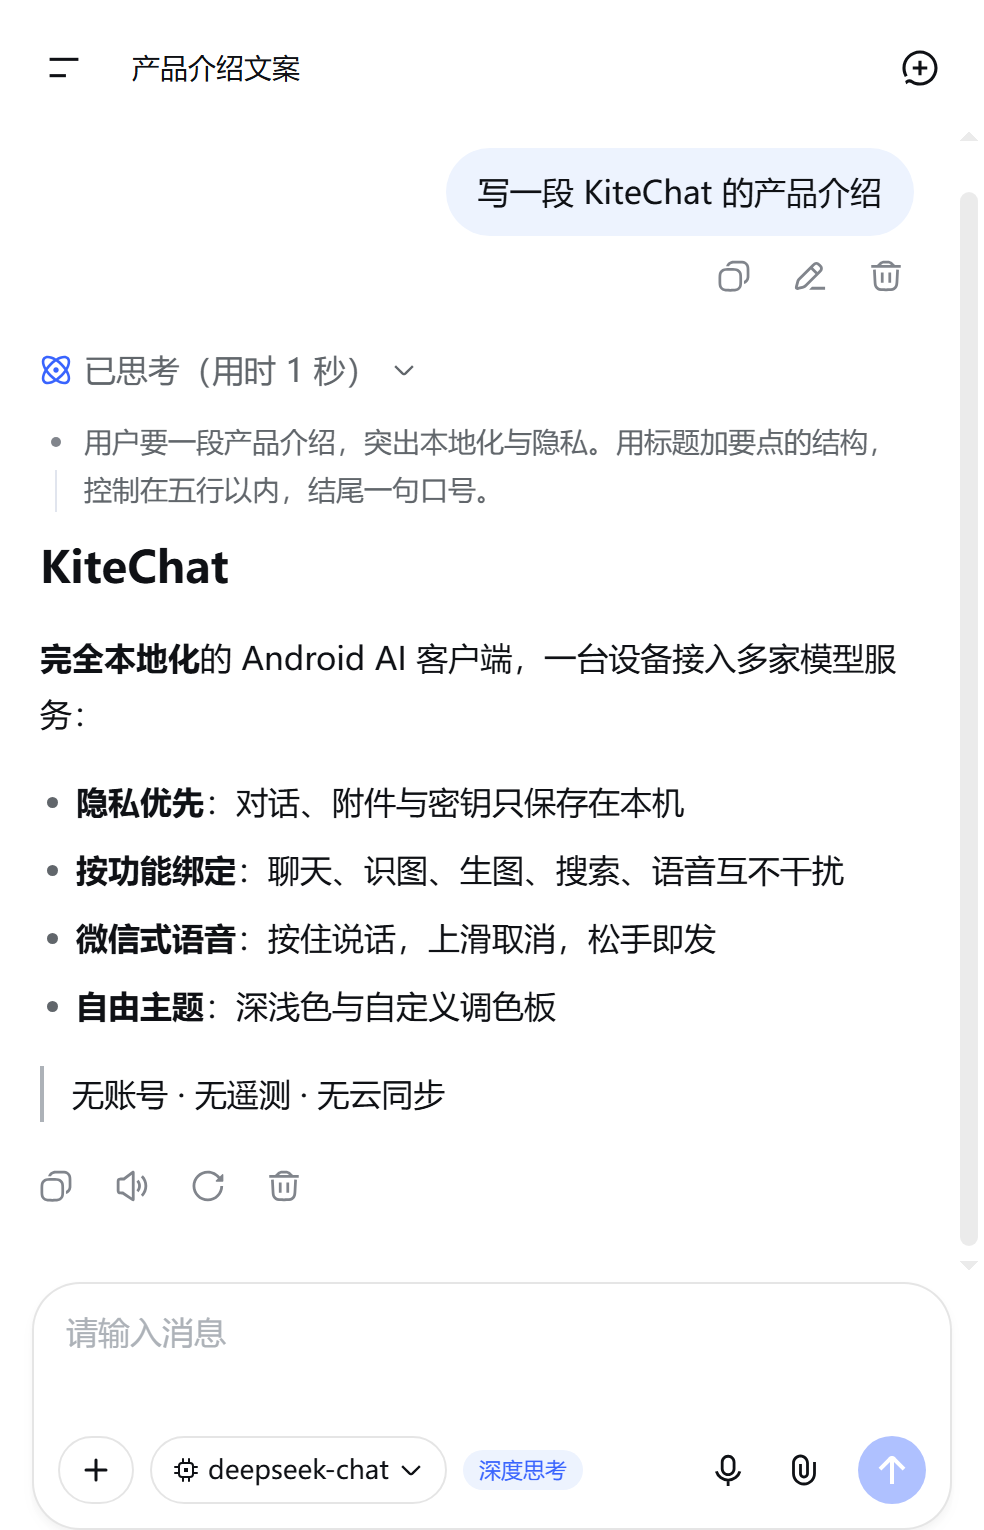 产品介绍文案
写一段 KiteChat 的产品介绍
已思考（用时 1 秒）
用户要一段产品介绍，突出本地化与隐私。用标题加要点的结构，
控制在五行以内，结尾一句口号。
KiteChat
完全本地化的 Android AI 客户端，一台设备接入多家模型服
务：
隐私优先：对话、附件与密钥只保存在本机
按功能绑定：聊天、识图、生图、搜索、语音互不干扰
微信式语音：按住说话，上滑取消，松手即发
自由主题：深浅色与自定义调色板
无账号 · 无遥测 · 无云同步
请输入消息
deepseek-chat
深度思考